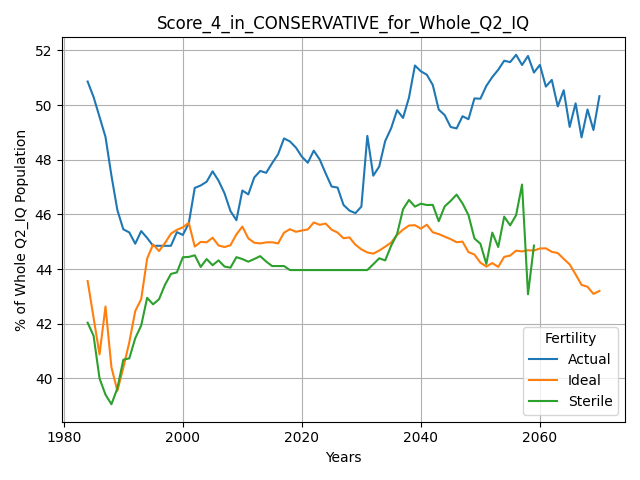 Score_4_in_CONSERVATIVE_for_Whole_Q2_IQ
% of Whole Q2_IQ Population
52
50
48
46
44
42
40
1980
2000
2020
2040
2060
Years
Fertility
Actual
Ideal
Sterile